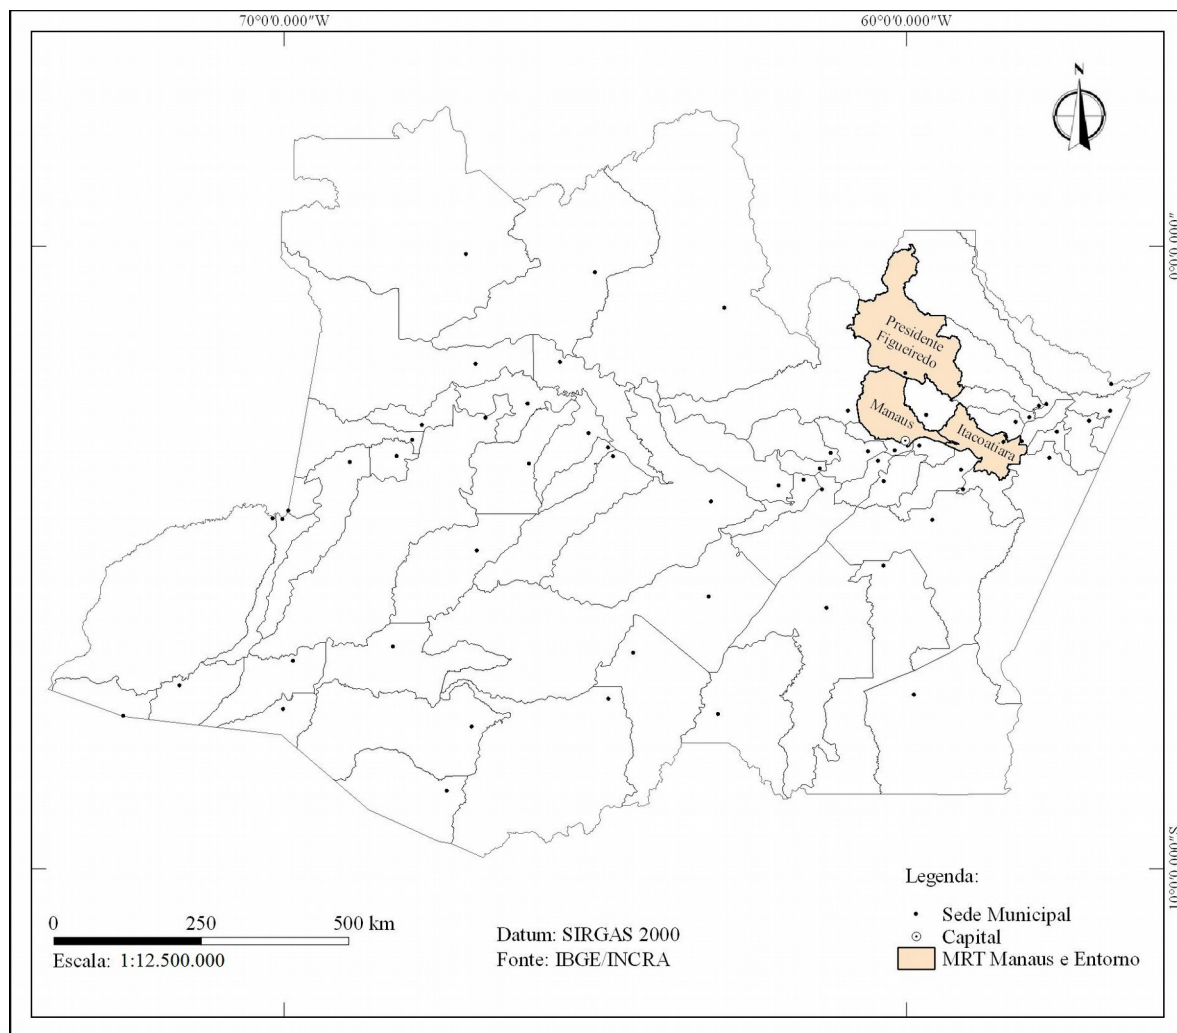 70°0'0.000"W 60°0'0.000"W
N
0°0'0.000"
Presidente
Figueiredo
Manaus
Itacoatiara
10°0'0.000"S
Legenda:
Sede Municipal
Capital
MRT Manaus e Entorno
0 250 500 km
Escala: 1:12.500.000
Datum: SIRGAS 2000
Fonte: IBGE/INCRA